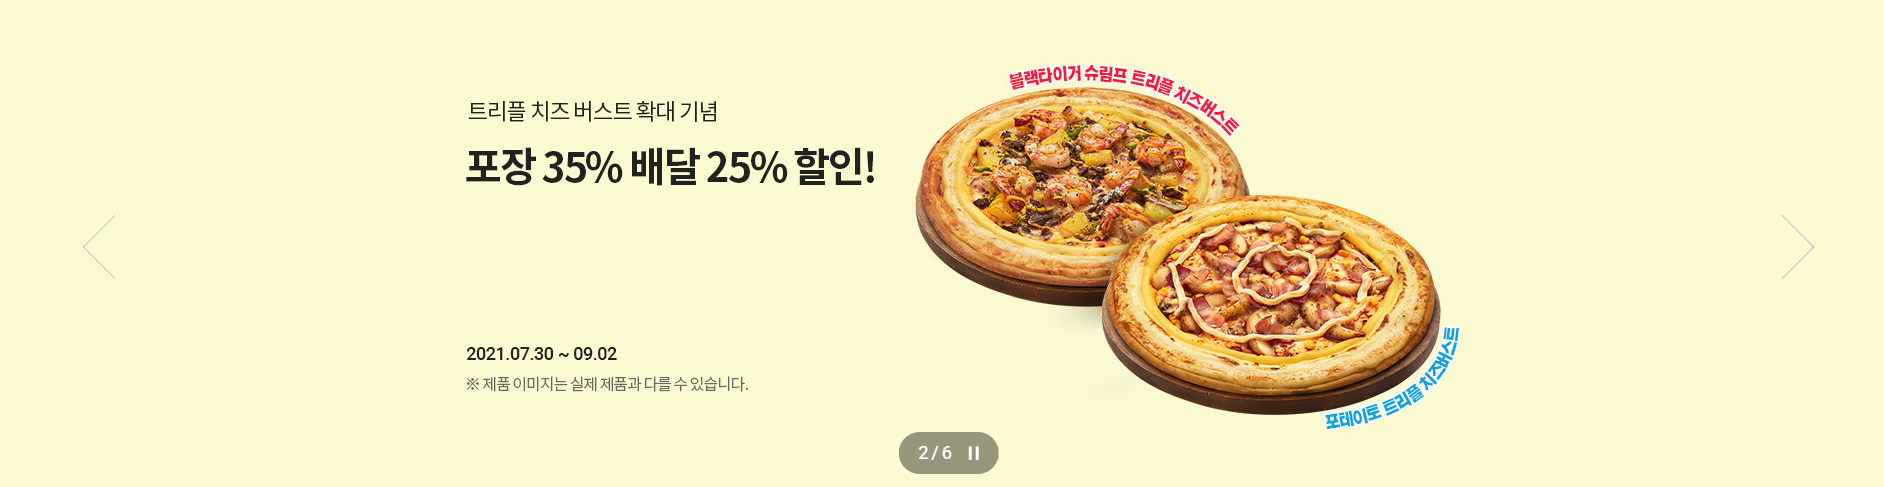 블랙타이거 슈림프 트리플 치즈버스트
트리플 치즈 버스트 확대 기념
포장 35% 배달 25% 할인!
2021.07.30 ~ 09.02
※ 제품 이미지는 실제 제품과 다를 수 있습니다.
포테이토 트리플 치즈버스트
2/6